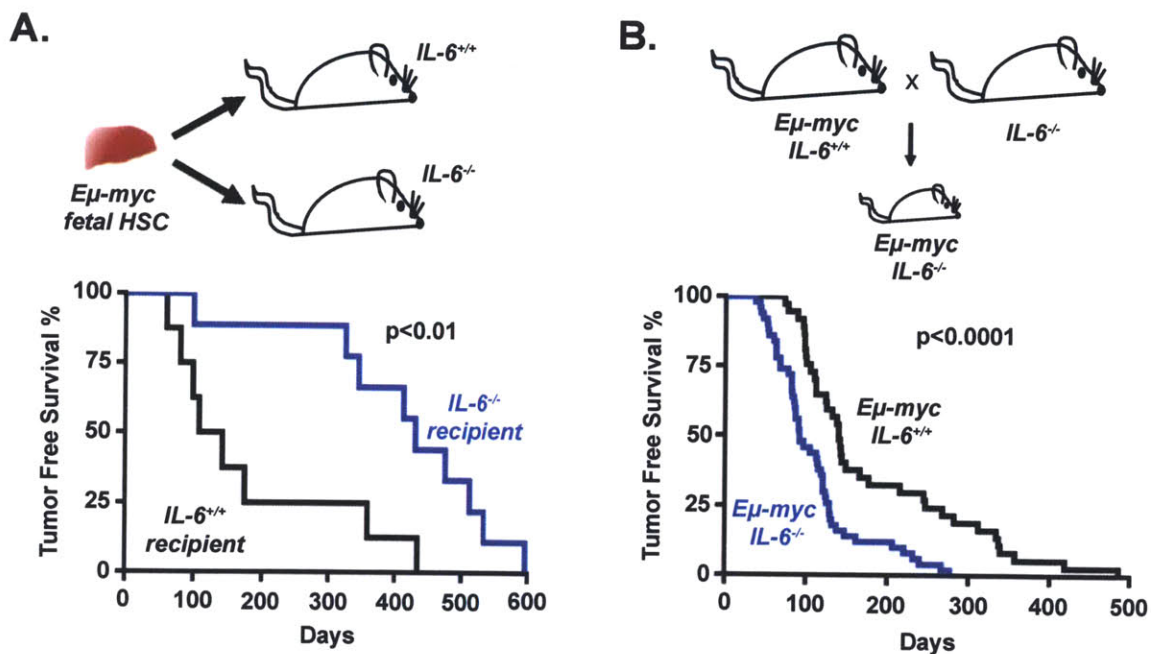 A.
IL-6+/+
IL-6-/-
Eμ-myc
fetal HSC
100
75
50
25
0
Tumor Free Survival %
p<0.01
IL-6-/-
recipient
IL-6+/+
recipient
0 100 200 300 400 500 600
Days
B.
x
Eμ-myc
IL-6+/+
IL-6-/-
Eμ-myc
IL-6-/-
100
75
50
25
0
Tumor Free Survival %
p<0.0001
Eμ-myc
IL-6+/+
Eμ-myc
IL-6-/-
0 100 200 300 400 500
Days